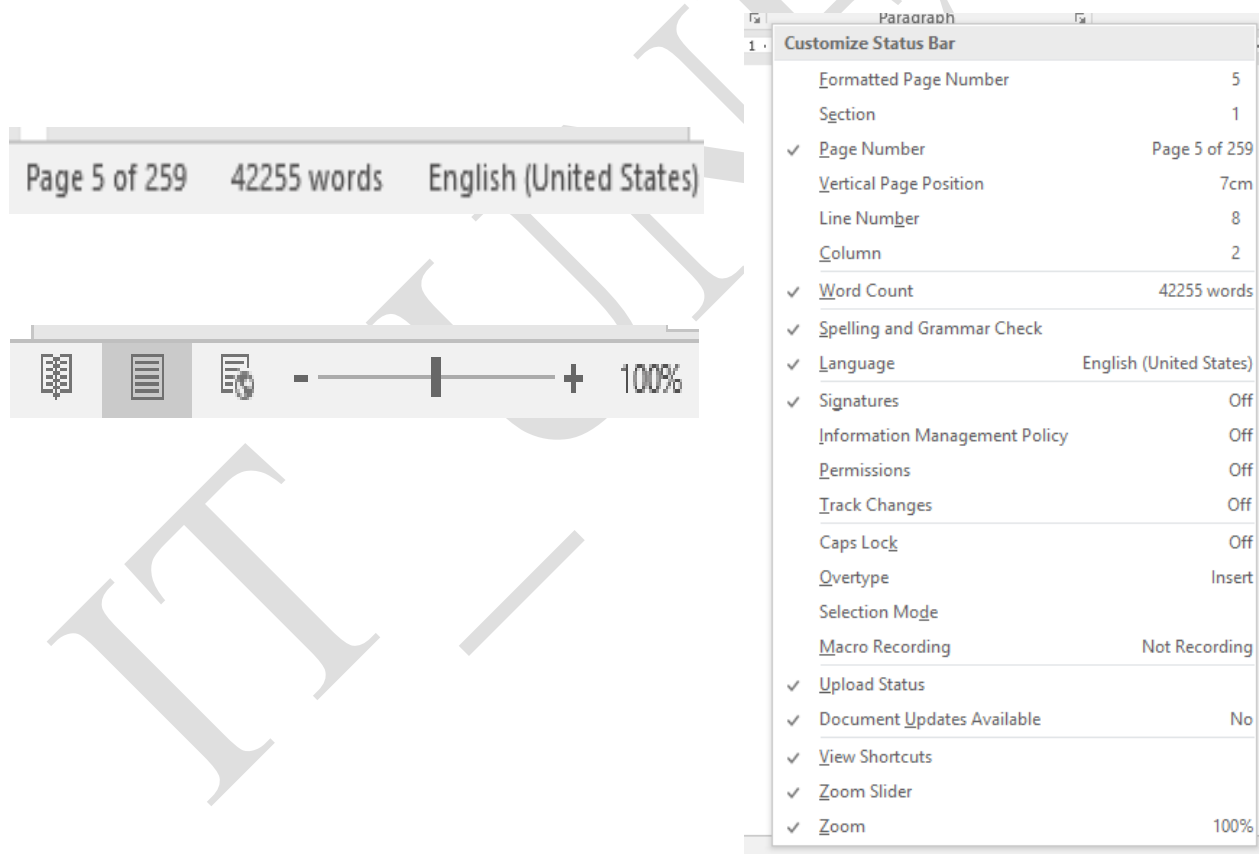 Page 5 of 259 42255 words English (United States)
100%
Paragraph
1
Customize Status Bar
Formatted Page Number 5
Section 1
✓ Page Number Page 5 of 259
Vertical Page Position 7cm
Line Number 8
Column 2
✓ Word Count 42255 words
✓ Spelling and Grammar Check
✓ Language English (United States)
✓ Signatures Off
Information Management Policy Off
Permissions Off
Track Changes Off
Caps Lock Off
Overtype Insert
Selection Mode
Macro Recording Not Recording
✓ Upload Status
✓ Document Updates Available No
✓ View Shortcuts
✓ Zoom Slider
✓ Zoom 100%